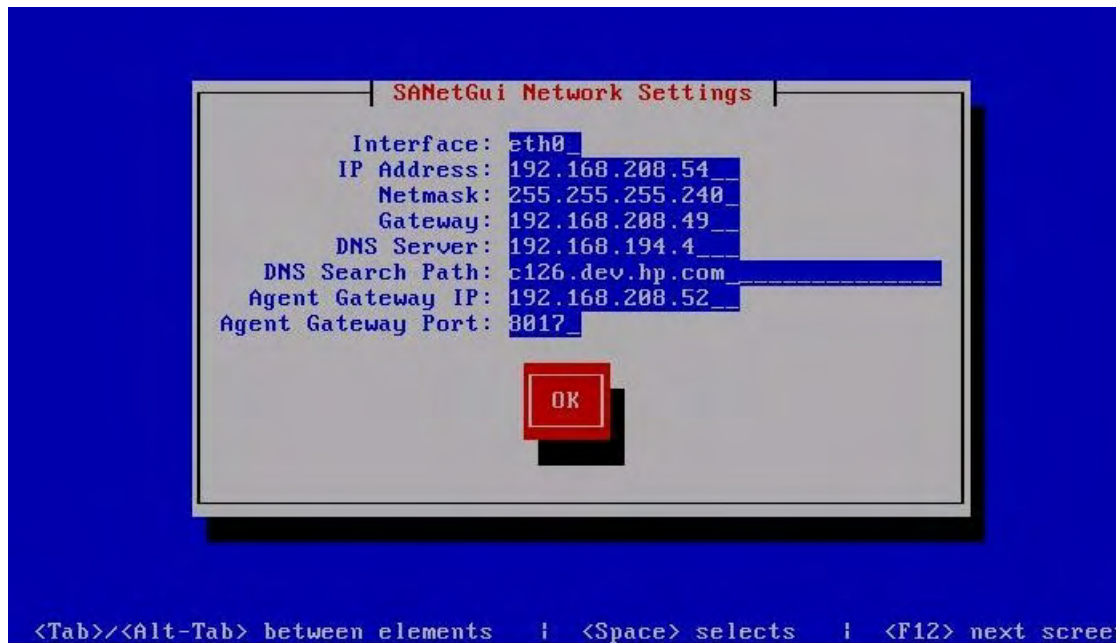 SANetGui Network Settings
Interface: eth0_
IP Address: 192.168.208.54__
Netmask: 255.255.255.240_
Gateway: 192.168.208.49__
DNS Server: 192.168.194.4___
DNS Search Path: c126.dev.hp.com_______________
Agent Gateway IP: 192.168.208.52__
Agent Gateway Port: 8017_
OK
<Tab>/<Alt-Tab> between elements | <Space> selects | <F12> next scree